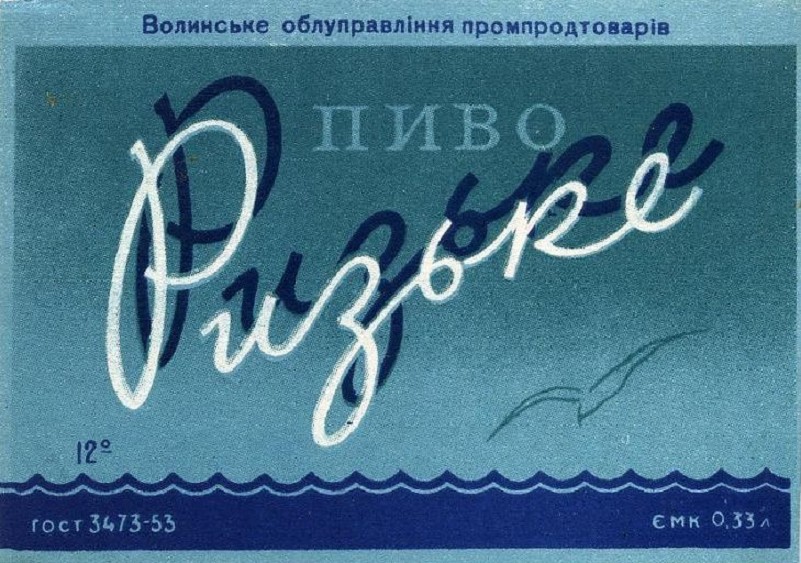 Волинське облуправління промпродтоварів
ПИВО
Ризьке
12°
гост 3473-53
ЄМК 0,33 л